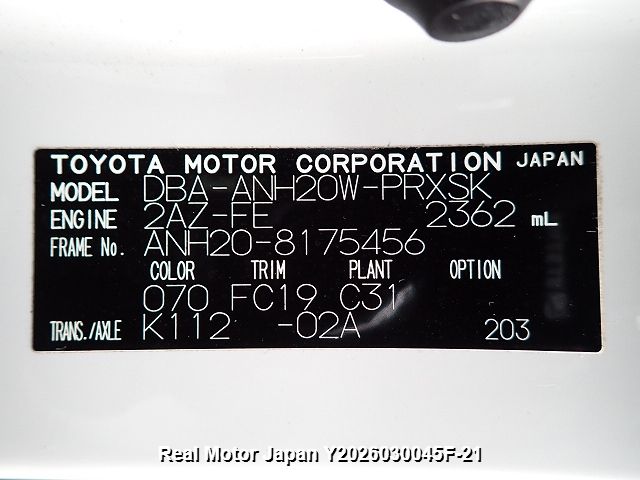 TOYOTA MOTOR CORPORATION JAPAN
MODEL DBA-ANH20W-PRXSK
ENGINE 2AZ-FE 2362 mL
FRAME No. ANH20-8175456
COLOR TRIM PLANT OPTION
070 FC19 C31
TRANS./AXLE K112 -02A 203
Real Motor Japan Y2026030045F-21